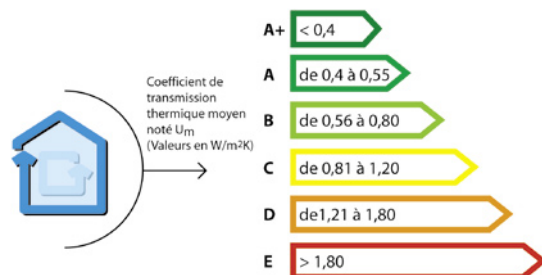 Coefficient de
transmission
thermique moyen
noté Um
(Valeurs en W/m²K)
A+ < 0,4
A de 0,4 à 0,55
B de 0,56 à 0,80
C de 0,81 à 1,20
D de1,21 à 1,80
E > 1,80